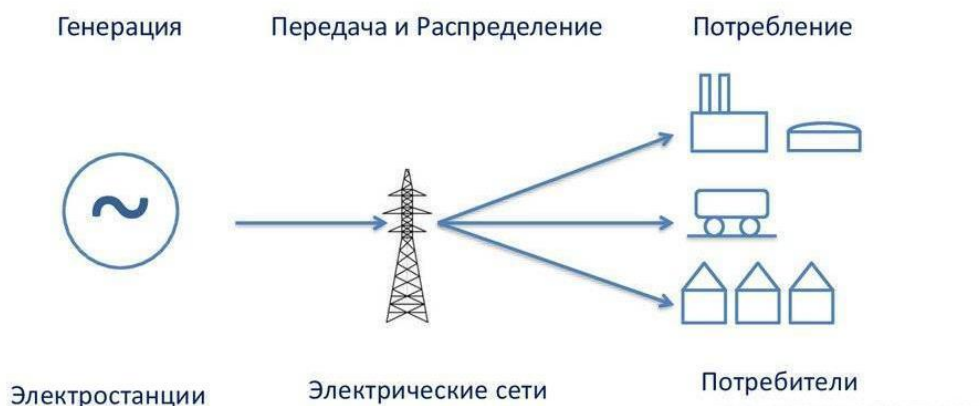 Генерация
Передача и Распределение
Потребление
Электростанции
Электрические сети
Потребители